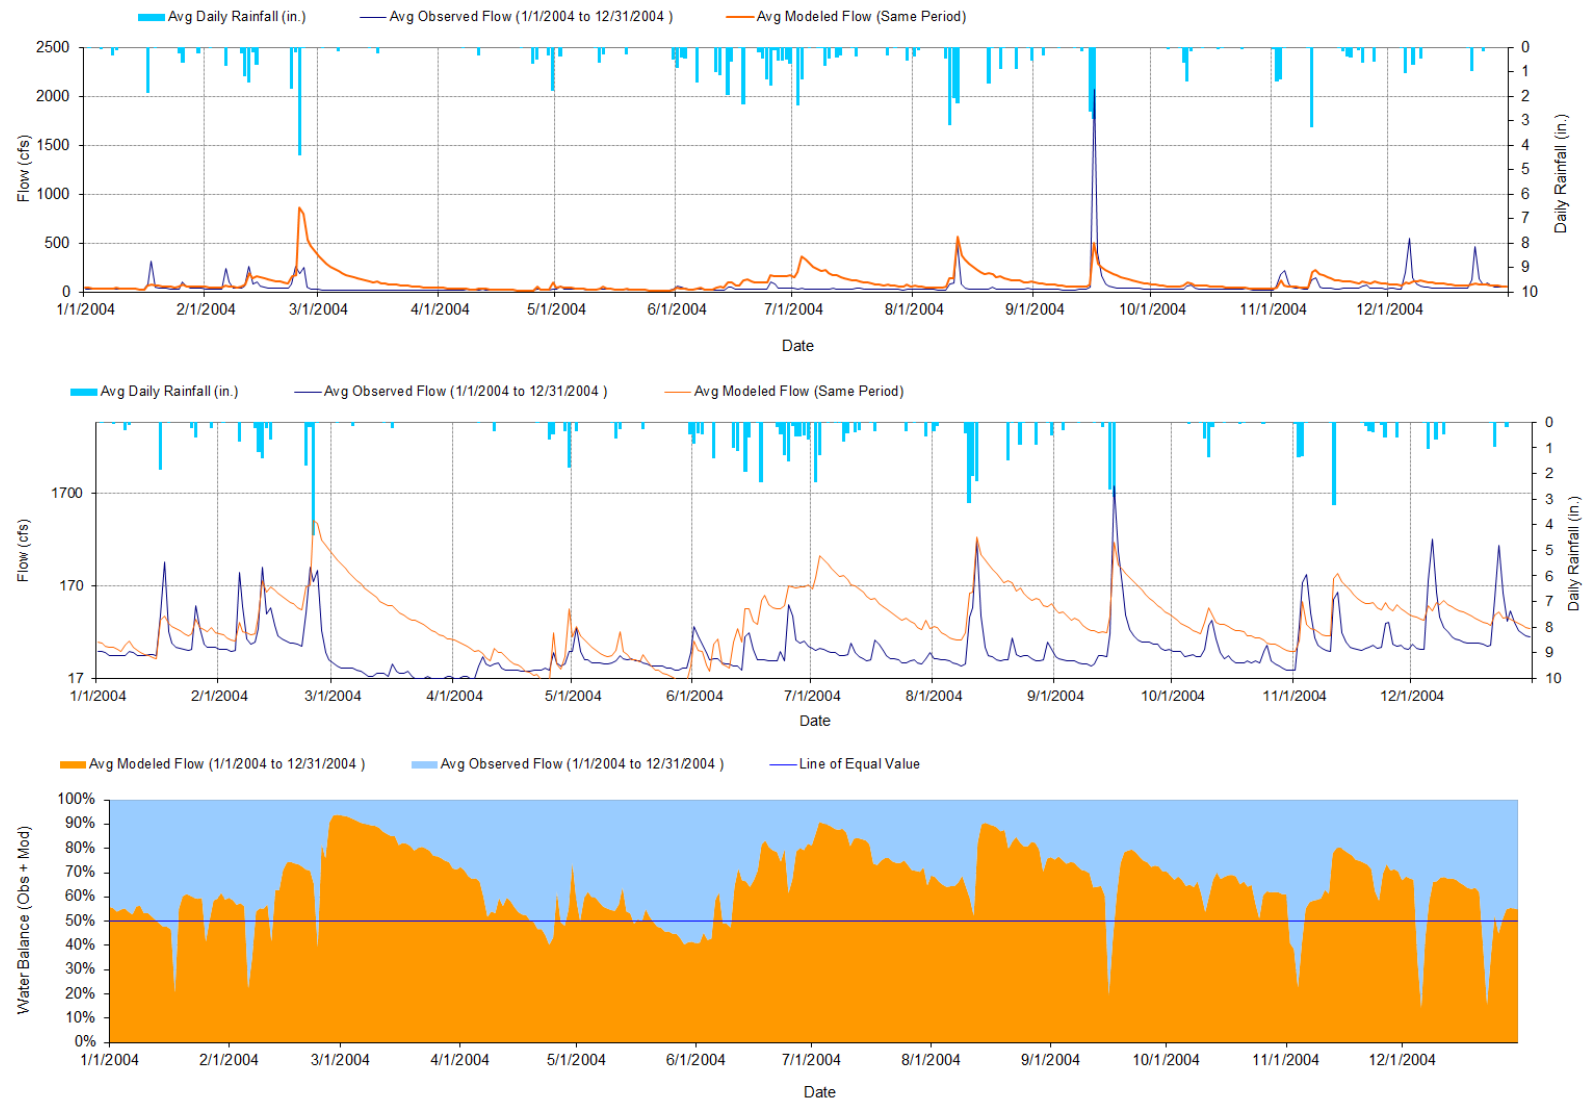 Avg Daily Rainfall (in.) Avg Observed Flow (1/1/2004 to 12/31/2004 ) Avg Modeled Flow (Same Period)
2500 0
1
2000 2
3
1500 4
5
1000 6
7
500 8
9
0 10
Flow (cfs)
Daily Rainfall (in.)
1/1/2004 2/1/2004 3/1/2004 4/1/2004 5/1/2004 6/1/2004 7/1/2004 8/1/2004 9/1/2004 10/1/2004 11/1/2004 12/1/2004
Date
Avg Daily Rainfall (in.) Avg Observed Flow (1/1/2004 to 12/31/2004 ) Avg Modeled Flow (Same Period)
0
1
2
1700 3
4
5
170 6
7
8
9
17 10
Flow (cfs)
Daily Rainfall (in.)
1/1/2004 2/1/2004 3/1/2004 4/1/2004 5/1/2004 6/1/2004 7/1/2004 8/1/2004 9/1/2004 10/1/2004 11/1/2004 12/1/2004
Date
Avg Modeled Flow (1/1/2004 to 12/31/2004 ) Avg Observed Flow (1/1/2004 to 12/31/2004 ) Line of Equal Value
100%
90%
80%
70%
60%
50%
40%
30%
20%
10%
0%
Water Balance (Obs + Mod)
1/1/2004 2/1/2004 3/1/2004 4/1/2004 5/1/2004 6/1/2004 7/1/2004 8/1/2004 9/1/2004 10/1/2004 11/1/2004 12/1/2004
Date